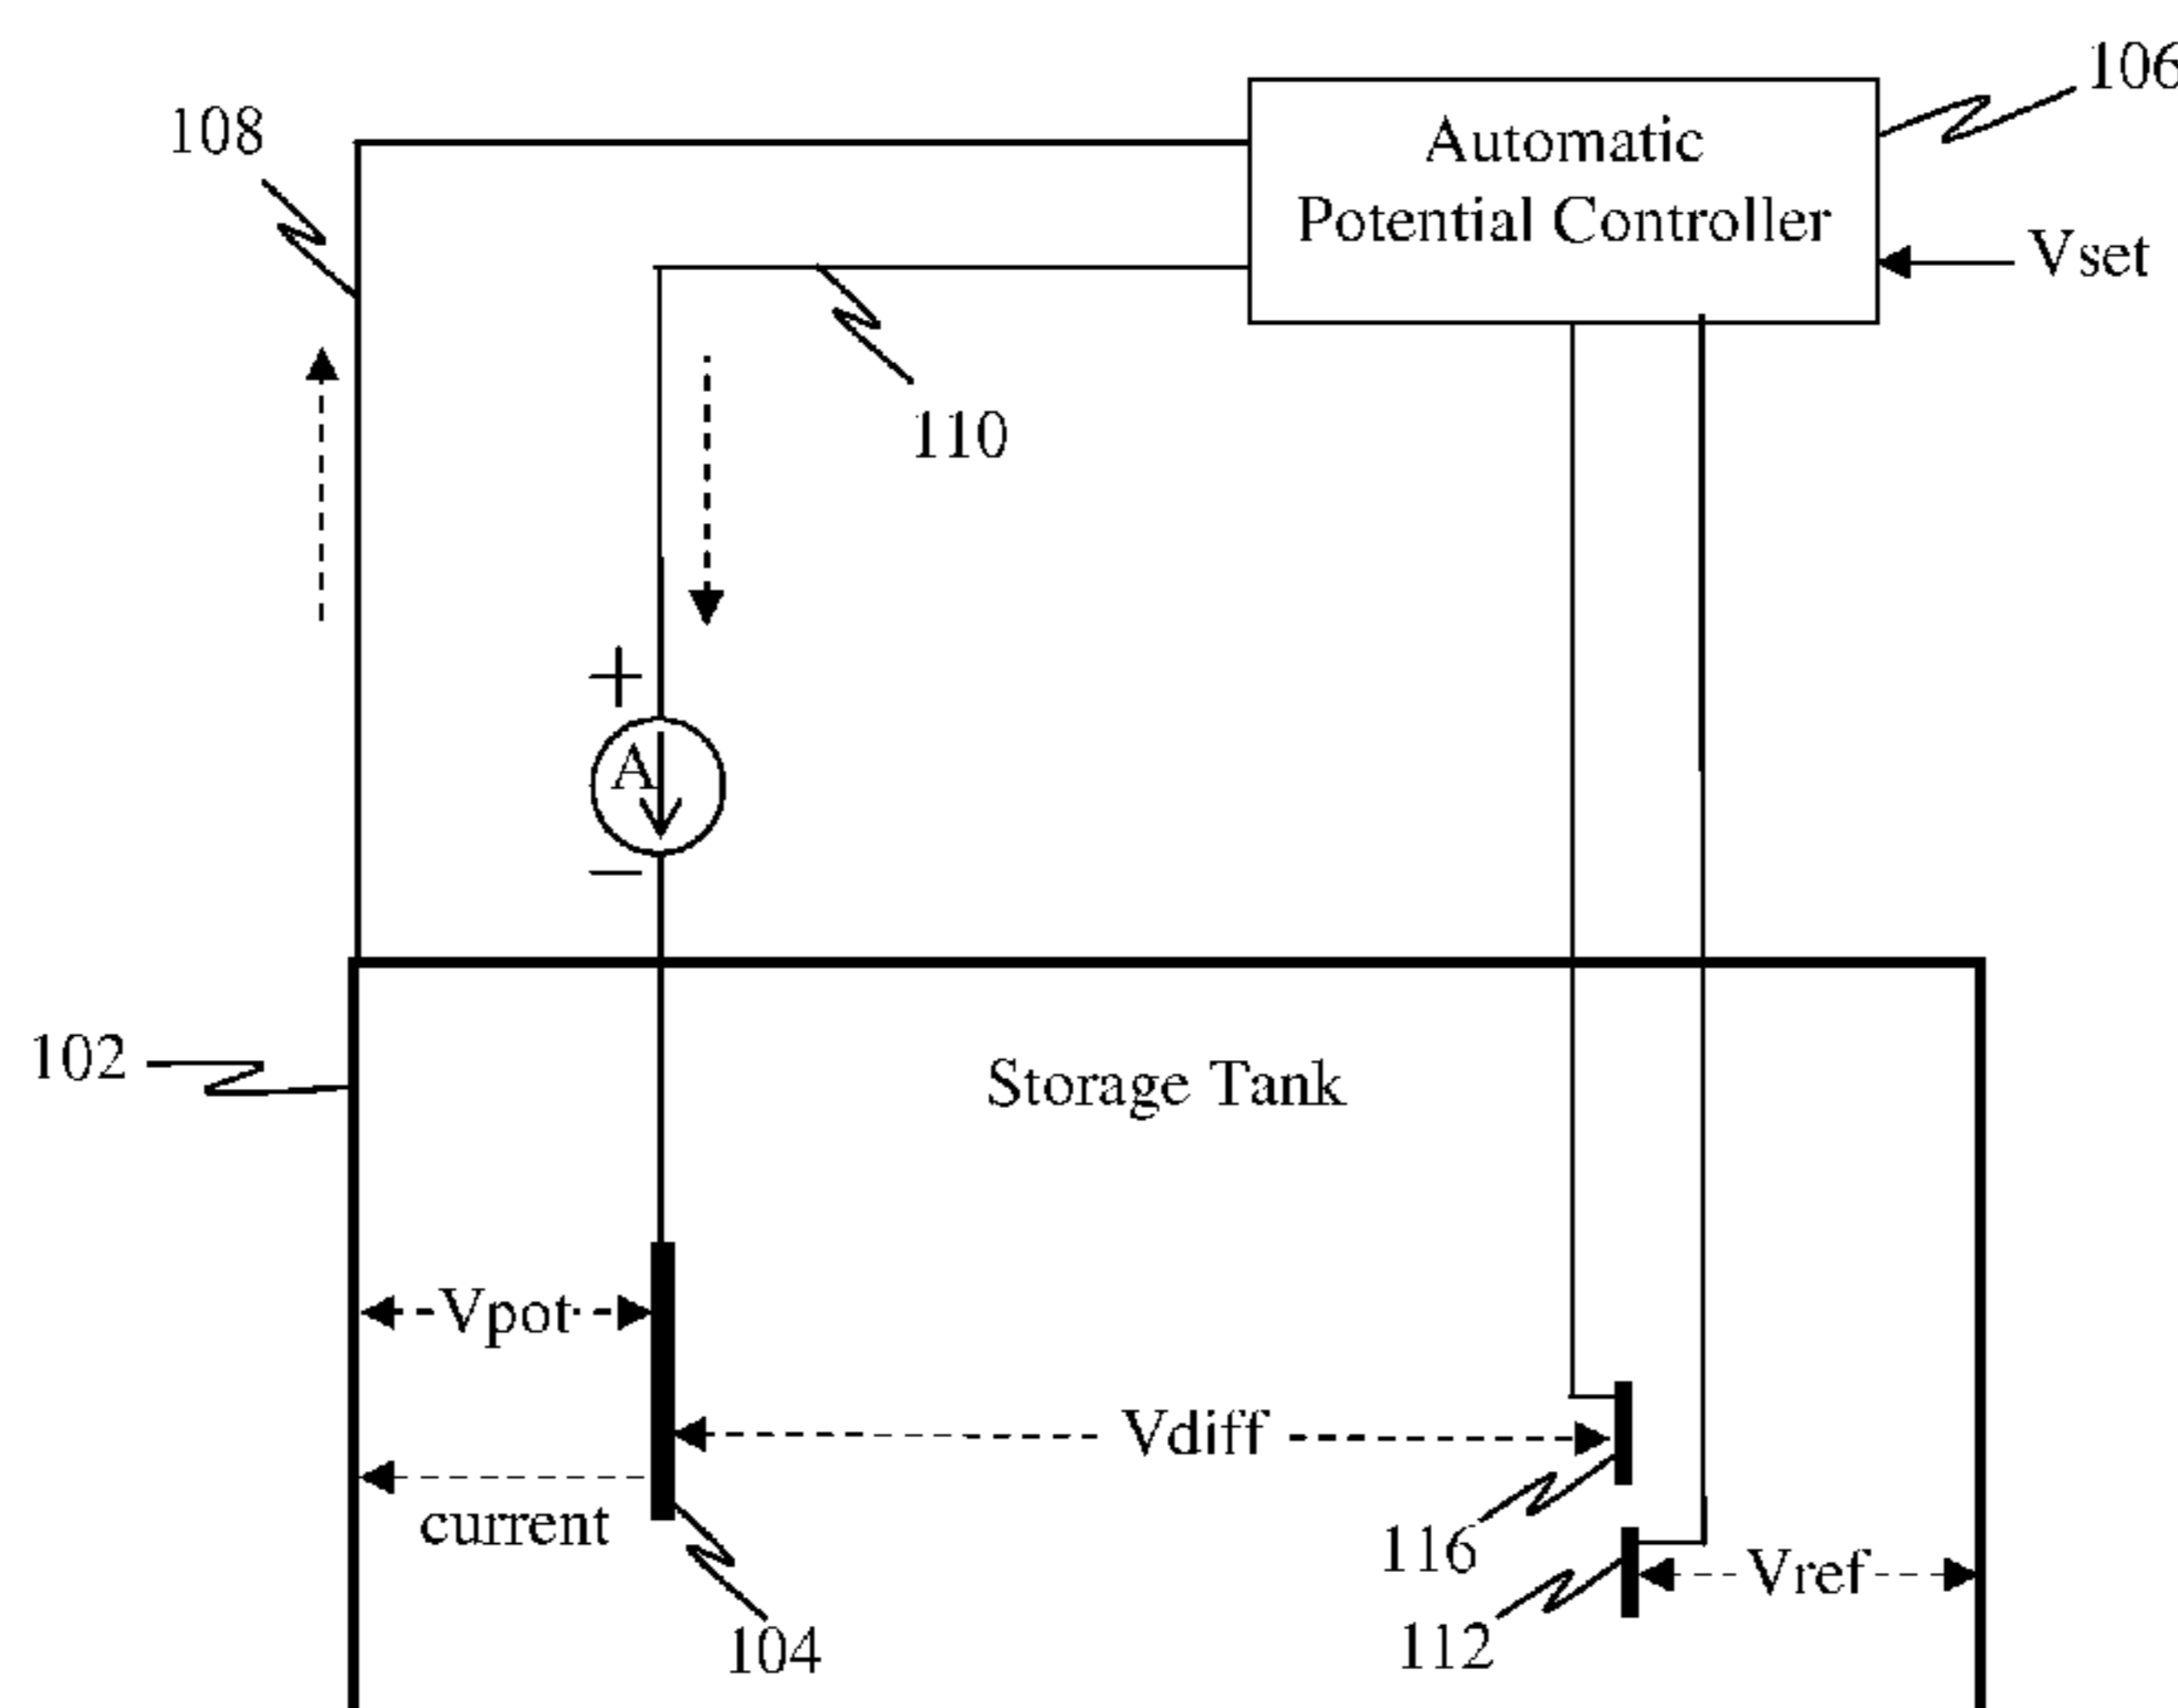 106
108
Automatic
Potential Controller
Vset
110
+
A
−
102
Storage Tank
Vpot
Vdiff
current
116
Vref
112
104